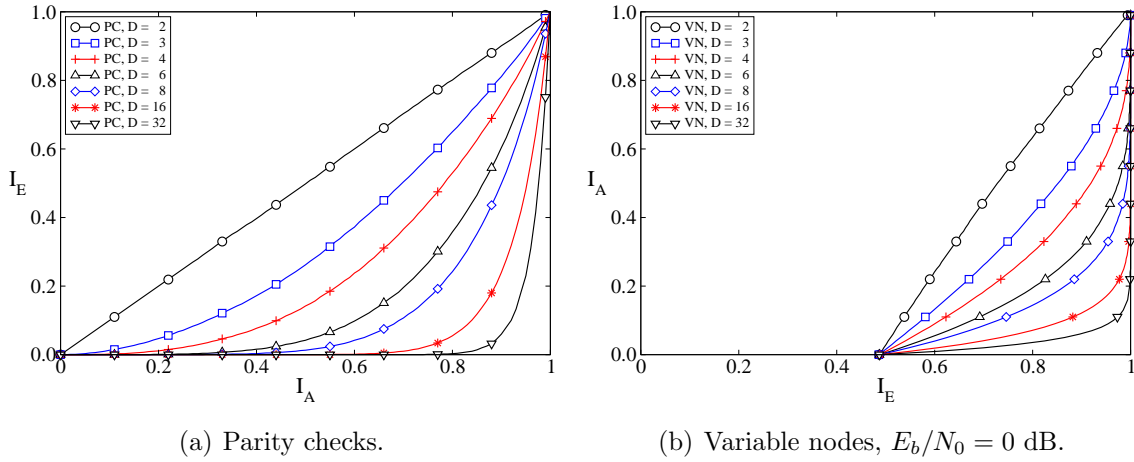 PC, D = 2
PC, D = 3
PC, D = 4
PC, D = 6
PC, D = 8
PC, D = 16
PC, D = 32
1
0.8
0.6
0.4
0.2
0.0
I_E
0
0.2
0.4
0.6
0.8
1
I_A
(a) Parity checks.
VN, D = 2
VN, D = 3
VN, D = 4
VN, D = 6
VN, D = 8
VN, D = 16
VN, D = 32
1
0.8
0.6
0.4
0.2
0.0
I_A
0
0.2
0.4
0.6
0.8
1
I_E
(b) Variable nodes, E_b/N_0 = 0 dB.